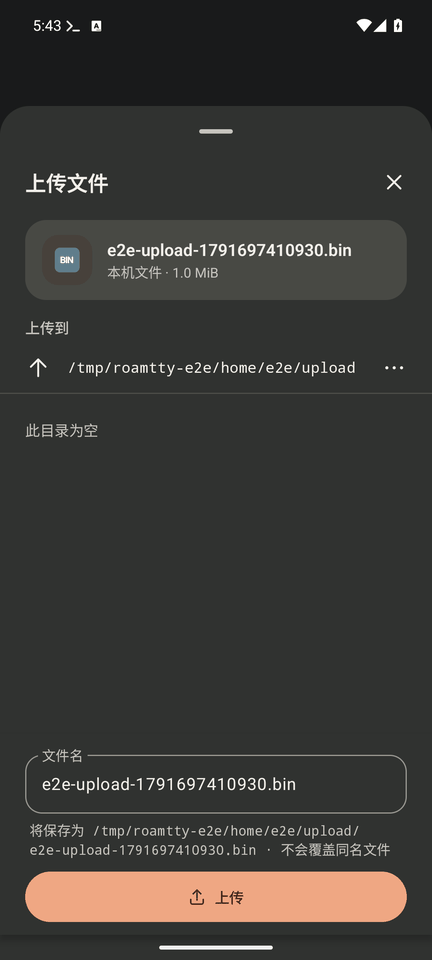 5:43
上传文件
BIN
e2e-upload-1791697410930.bin
本机文件 · 1.0 MiB
上传到
/tmp/roamtty-e2e/home/e2e/upload
此目录为空
文件名
e2e-upload-1791697410930.bin
将保存为 /tmp/roamtty-e2e/home/e2e/upload/
e2e-upload-1791697410930.bin · 不会覆盖同名文件
上传